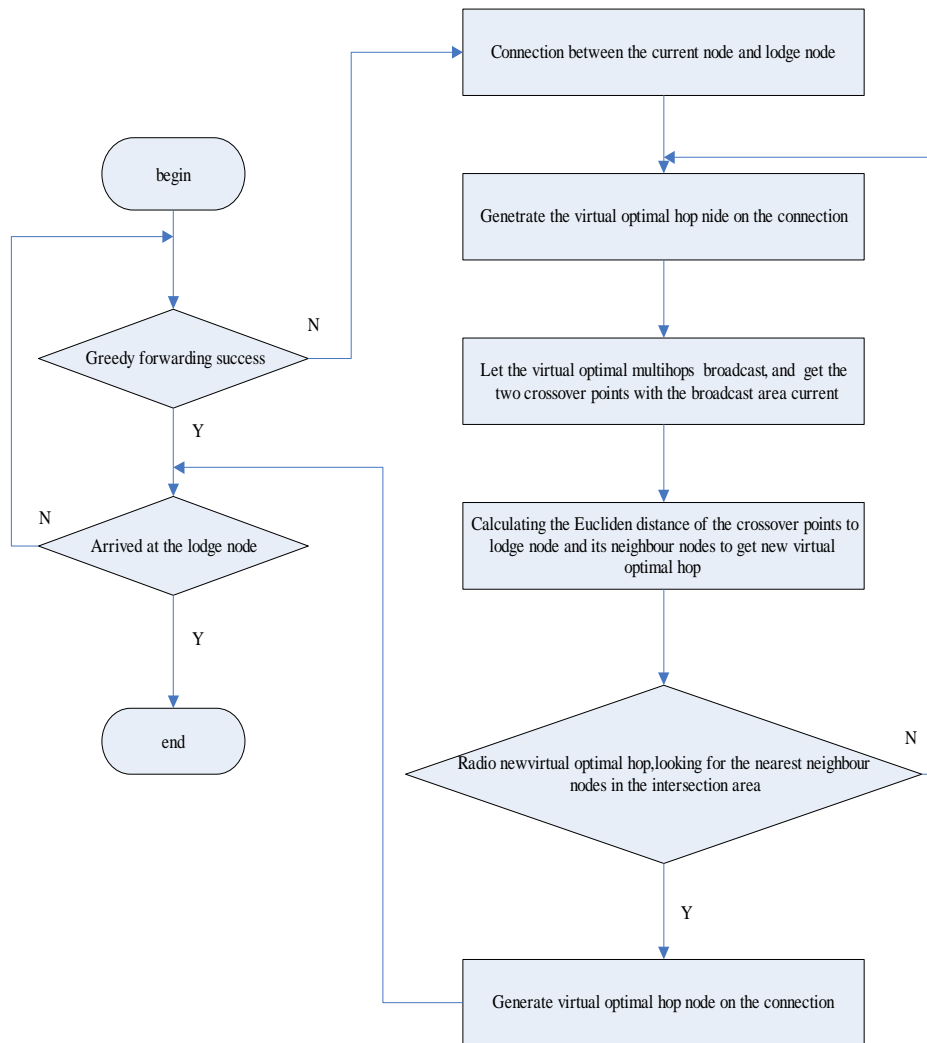 begin
Greedy forwarding success
N
Y
Arrived at the lodge node
N
Y
end
Connection between the current node and lodge node
Genetrate the virtual optimal hop nide on the connection
Let the virtual optimal multihops broadcast, and get the
two crossover points with the broadcast area current
Calculating the Eucliden distance of the crossover points to
lodge node and its neighbour nodes to get new virtual
optimal hop
Radio newvirtual optimal hop,looking for the nearest neighbour
nodes in the intersection area
N
Y
Generate virtual optimal hop node on the connection